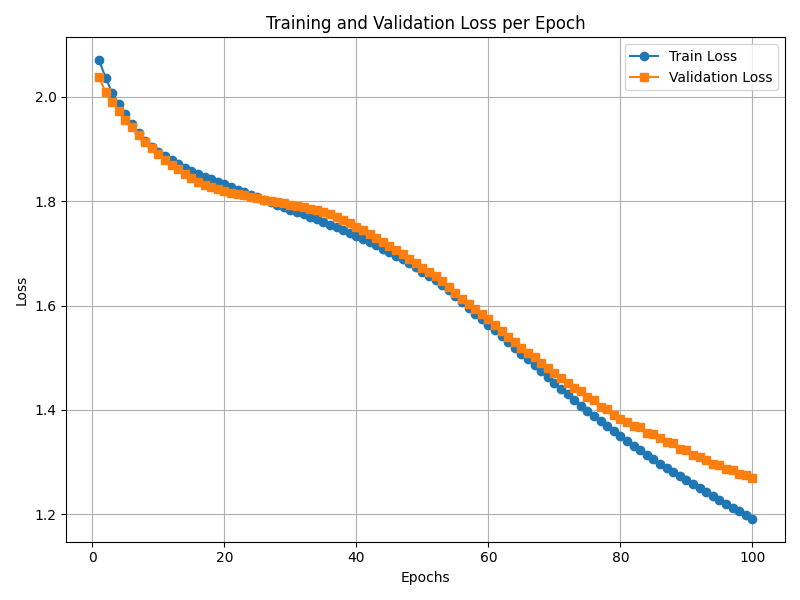 Training and Validation Loss per Epoch
Train Loss
Validation Loss
Loss
2.0
1.8
1.6
1.4
1.2
0
20
40
60
80
100
Epochs